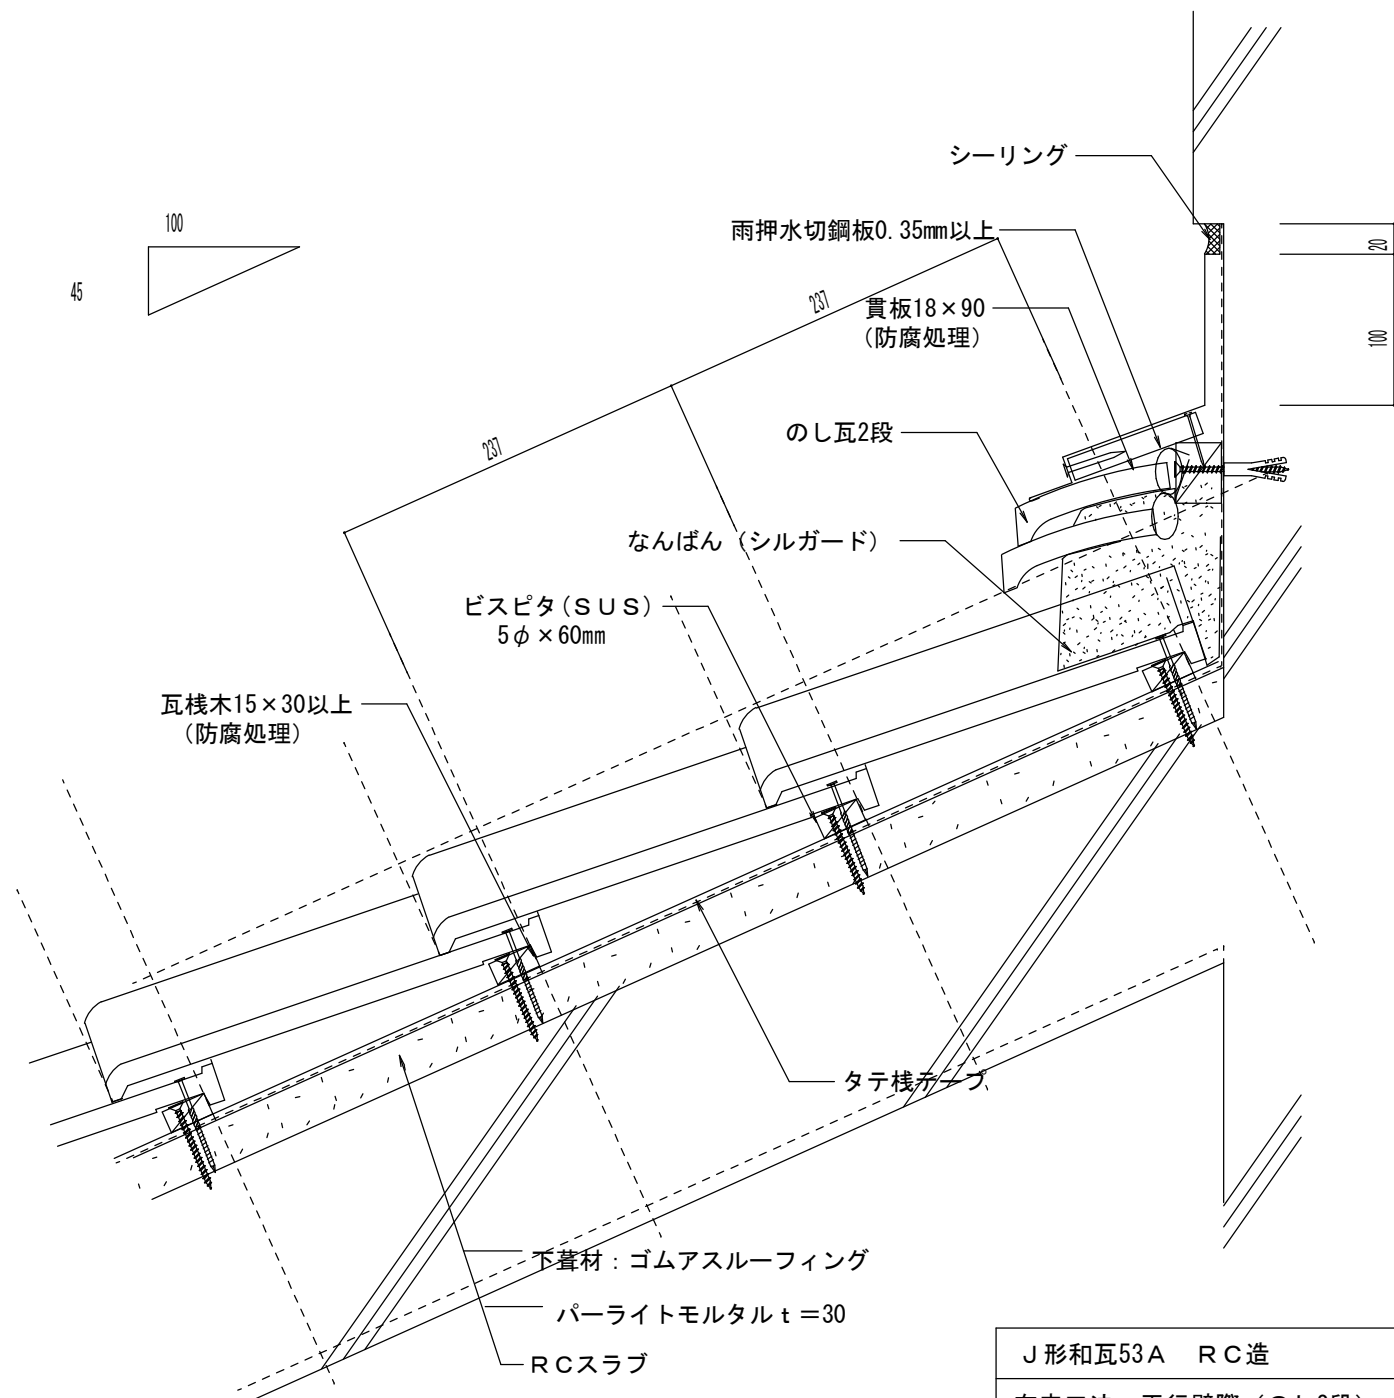 シーリング
雨押水切鋼板0.35mm以上
貫板18×90
(防腐処理)
のし瓦2段
なんばん（シルガード）
ビスピタ(ＳＵＳ)
5φ×60mm
瓦桟木15×30以上
(防腐処理)
タテ桟テープ
下葺材：ゴムアスルーフィング
パーライトモルタルｔ＝30
ＲＣスラブ
100
45
237
237
20
100
Ｊ形和瓦53Ａ　ＲＣ造